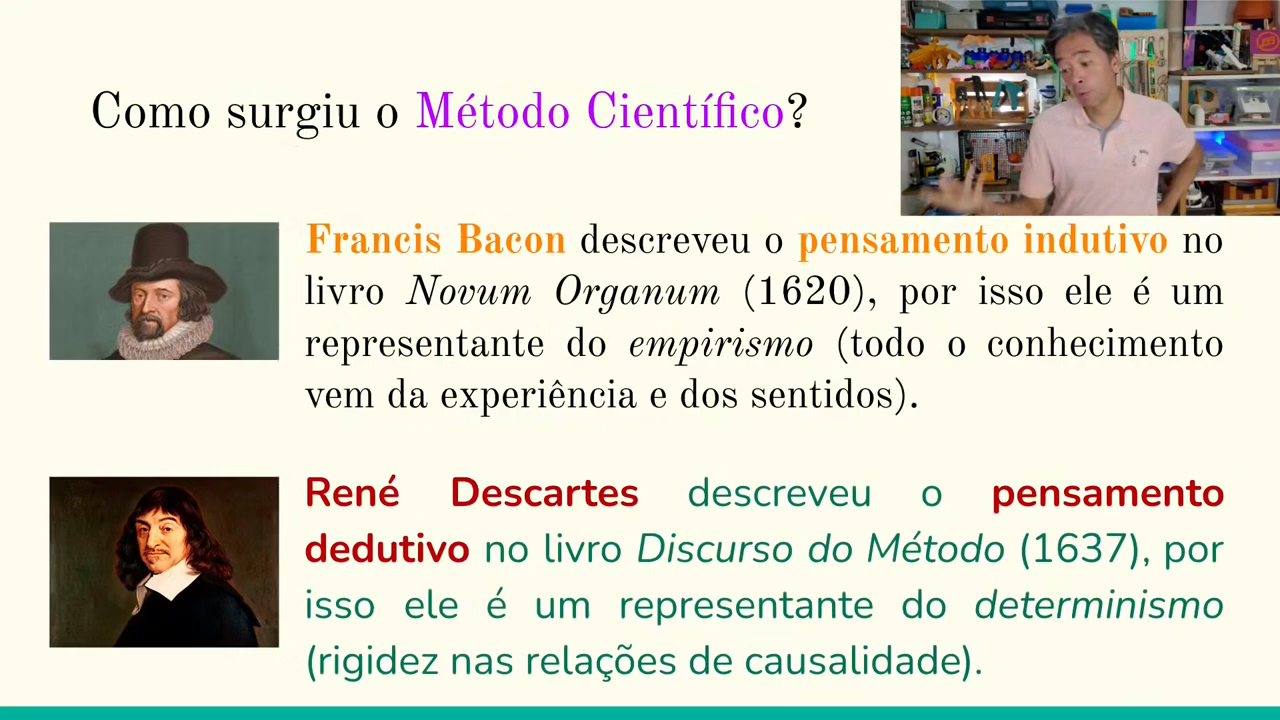 Como surgiu o Método Científico?
Francis Bacon descreveu o pensamento indutivo no
livro Novum Organum (1620), por isso ele é um
representante do empirismo (todo o conhecimento
vem da experiência e dos sentidos).
René Descartes descreveu o pensamento
dedutivo no livro Discurso do Método (1637), por
isso ele é um representante do determinismo
(rigidez nas relações de causalidade).